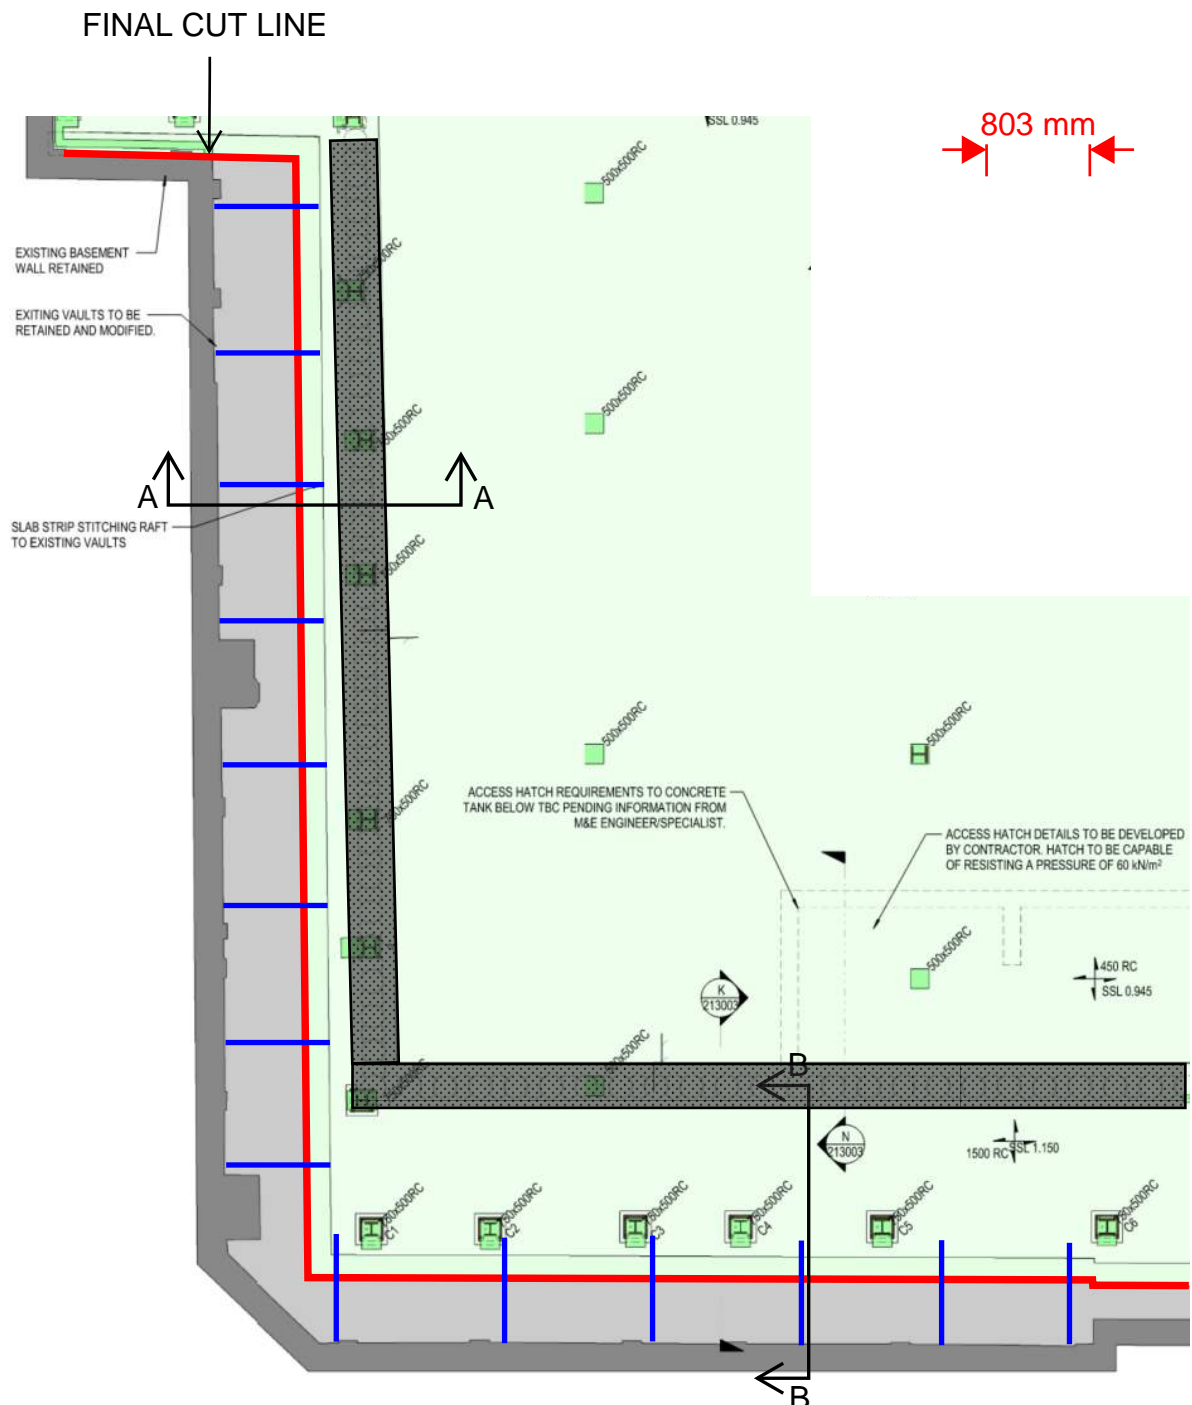 FINAL CUT LINE
SSL 0.945
803 mm
500x500RC
EXISTING BASEMENT
WALL RETAINED
EXITING VAULTS TO BE
RETAINED AND MODIFIED.
500x500RC
A
A
SLAB STRIP STITCHING RAFT
TO EXISTING VAULTS
500x500RC
500x500RC
ACCESS HATCH REQUIREMENTS TO CONCRETE
TANK BELOW TBC PENDING INFORMATION FROM
M&E ENGINEER/SPECIALIST.
ACCESS HATCH DETAILS TO BE DEVELOPED
BY CONTRACTOR. HATCH TO BE CAPABLE
OF RESISTING A PRESSURE OF 60 kN/m²
500x500RC
450 RC
SSL 0.945
K
213003
B
500x500RC
N
213003
1500 RC
SSL 1.150
C1
C2
C3
C4
C5
C6
B